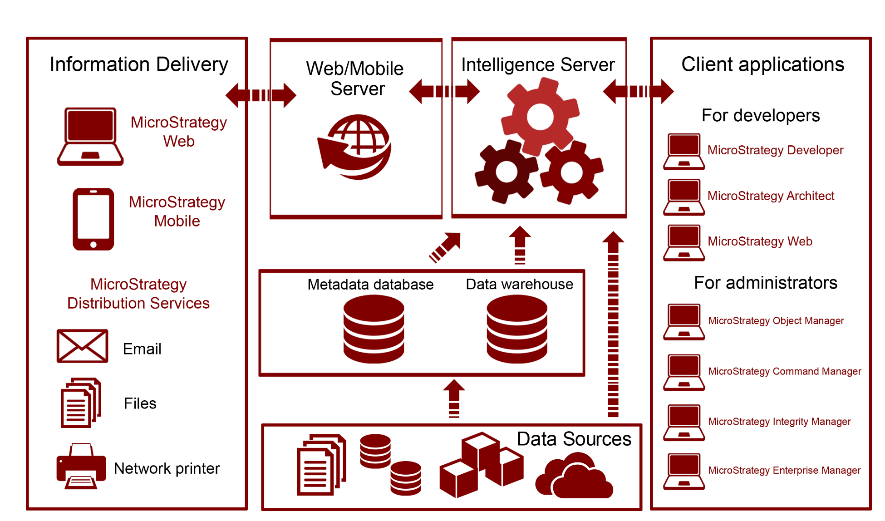 Information Delivery
MicroStrategy
Web
MicroStrategy
Mobile
MicroStrategy
Distribution Services
Email
Files
Network printer
Web/Mobile
Server
Intelligence Server
Metadata database
Data warehouse
Data Sources
Client applications
For developers
MicroStrategy Developer
MicroStrategy Architect
MicroStrategy Web
For administrators
MicroStrategy Object Manager
MicroStrategy Command Manager
MicroStrategy Integrity Manager
MicroStrategy Enterprise Manager